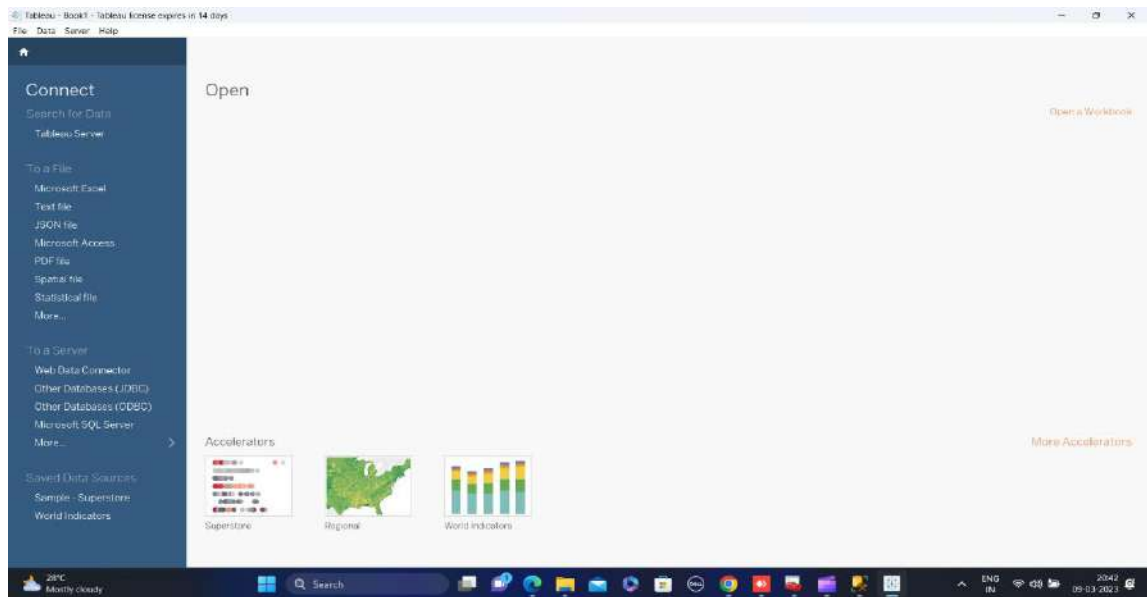 Tableau - Book1 - Tableau license expires in 14 days
File Data Server Help
Connect
Search for Data
Tableau Server
To a File
Microsoft Excel
Text file
JSON file
Microsoft Access
PDF file
Spatial file
Statistical file
More...
To a Server
Web Data Connector
Other Databases (JDBC)
Other Databases (ODBC)
Microsoft SQL Server
More...
Saved Data Sources
Sample - Superstore
World Indicators
Open
Open a Workbook
Accelerators
More Accelerators
Superstore
Regional
World Indicators
28°C
Mostly cloudy
Search
ENG
IN
20:42
09-03-2023